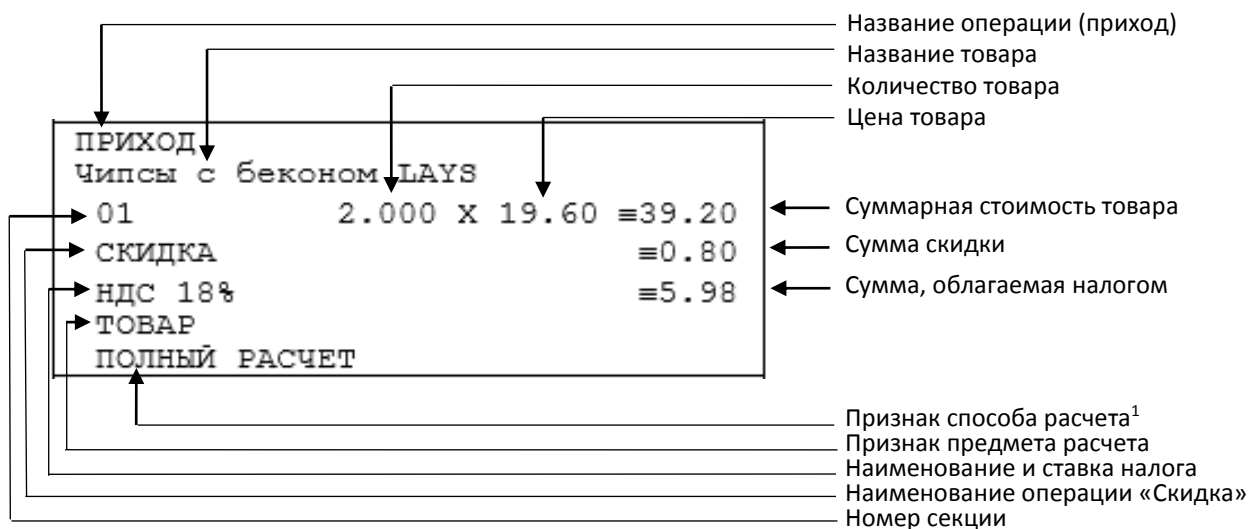 Название операции (приход)
Название товара
Количество товара
Цена товара
ПРИХОД
Чипсы с беконом LAYS
01 2.000 X 19.60 ≡39.20
Суммарная стоимость товара
СКИДКА ≡0.80
Сумма скидки
НДС 18% ≡5.98
Сумма, облагаемая налогом
ТОВАР
ПОЛНЫЙ РАСЧЕТ
Признак способа расчета¹
Признак предмета расчета
Наименование и ставка налога
Наименование операции «Скидка»
Номер секции